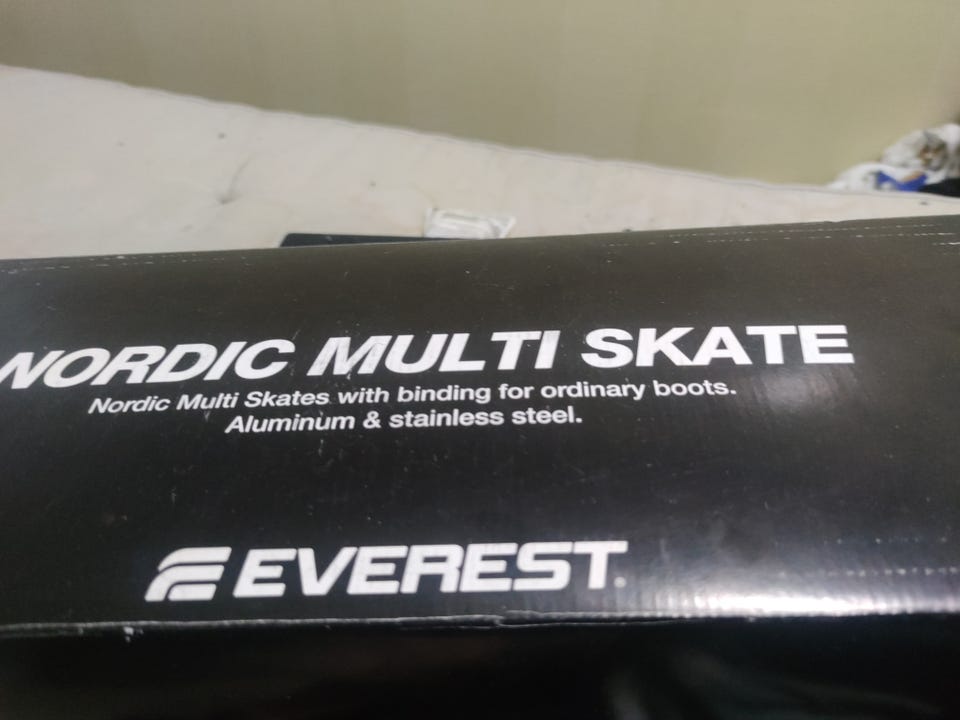 NORDIC MULTI SKATE
Nordic Multi Skates with binding for ordinary boots.
Aluminum & stainless steel.
EVEREST